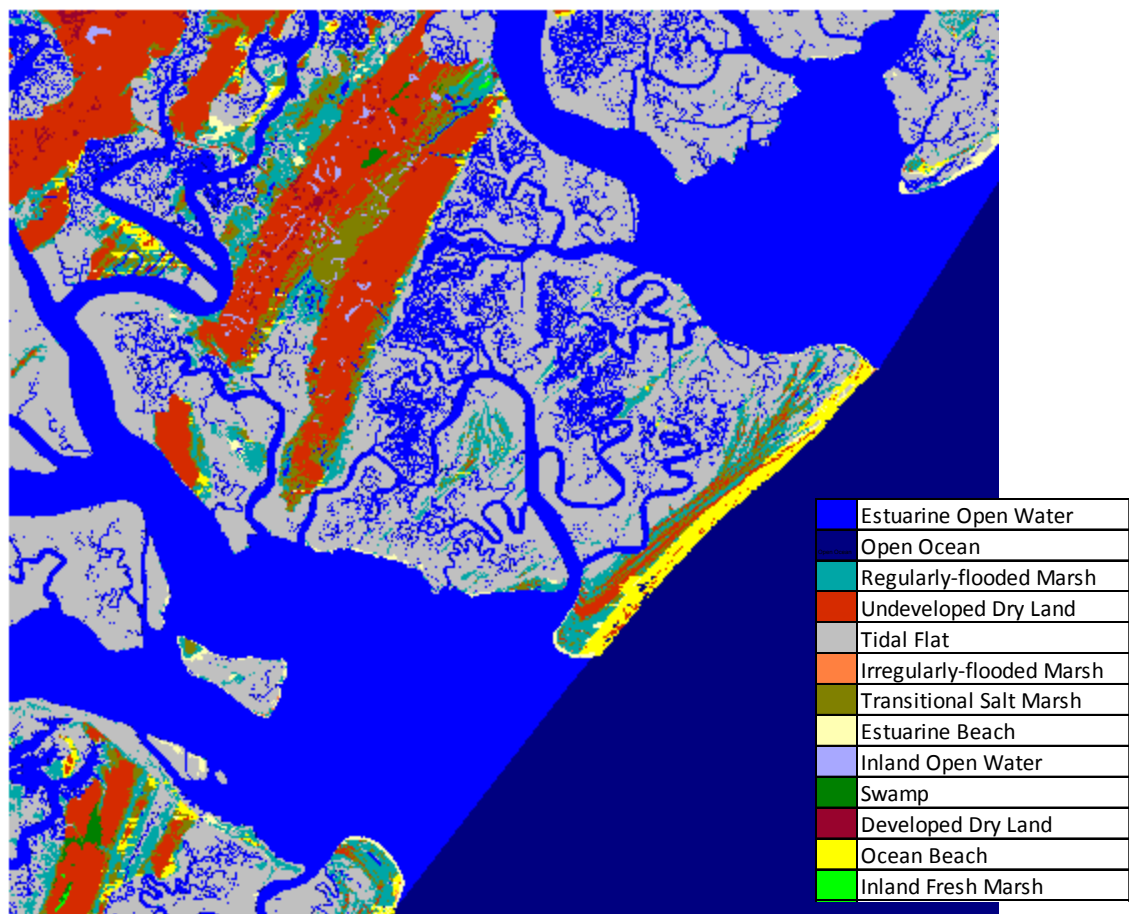 Estuarine Open Water
Open Ocean
Regularly-flooded Marsh
Undeveloped Dry Land
Tidal Flat
Irregularly-flooded Marsh
Transitional Salt Marsh
Estuarine Beach
Inland Open Water
Swamp
Developed Dry Land
Ocean Beach
Inland Fresh Marsh